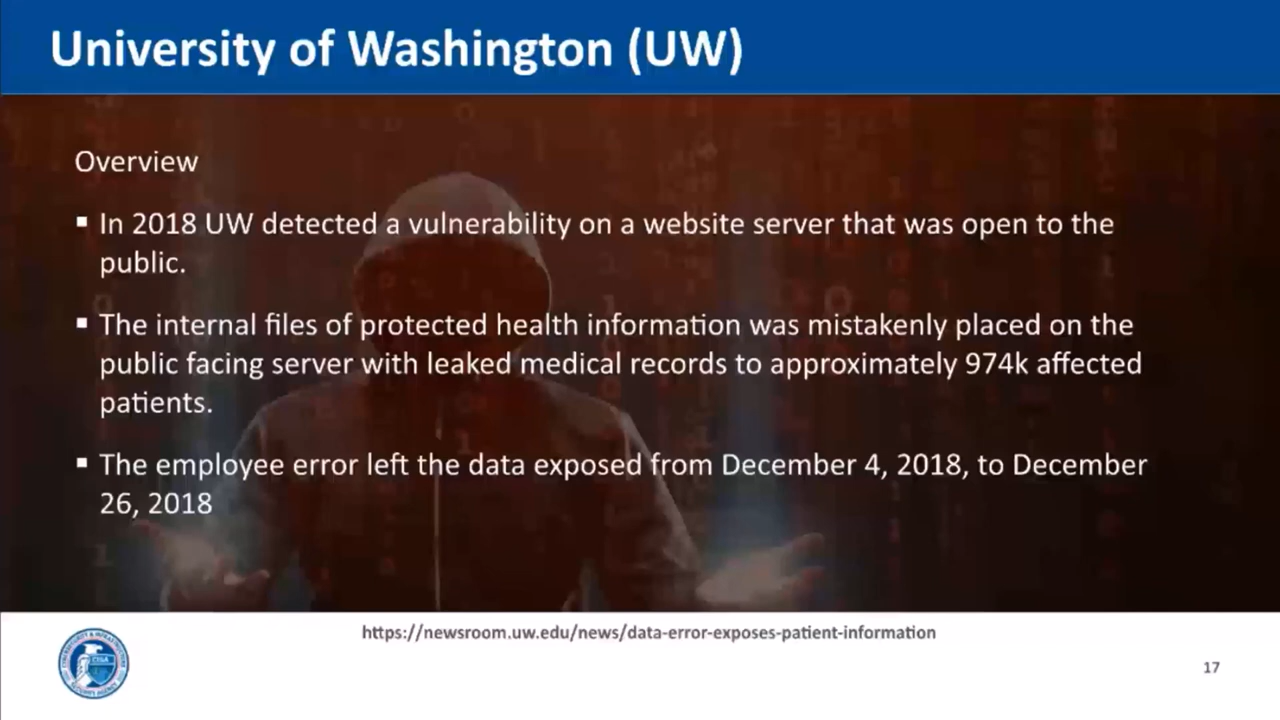 University of Washington (UW)
Overview
▪ In 2018 UW detected a vulnerability on a website server that was open to the
public.
▪ The internal files of protected health information was mistakenly placed on the
public facing server with leaked medical records to approximately 974k affected
patients.
▪ The employee error left the data exposed from December 4, 2018, to December
26, 2018
https://newsroom.uw.edu/news/data-error-exposes-patient-information
17